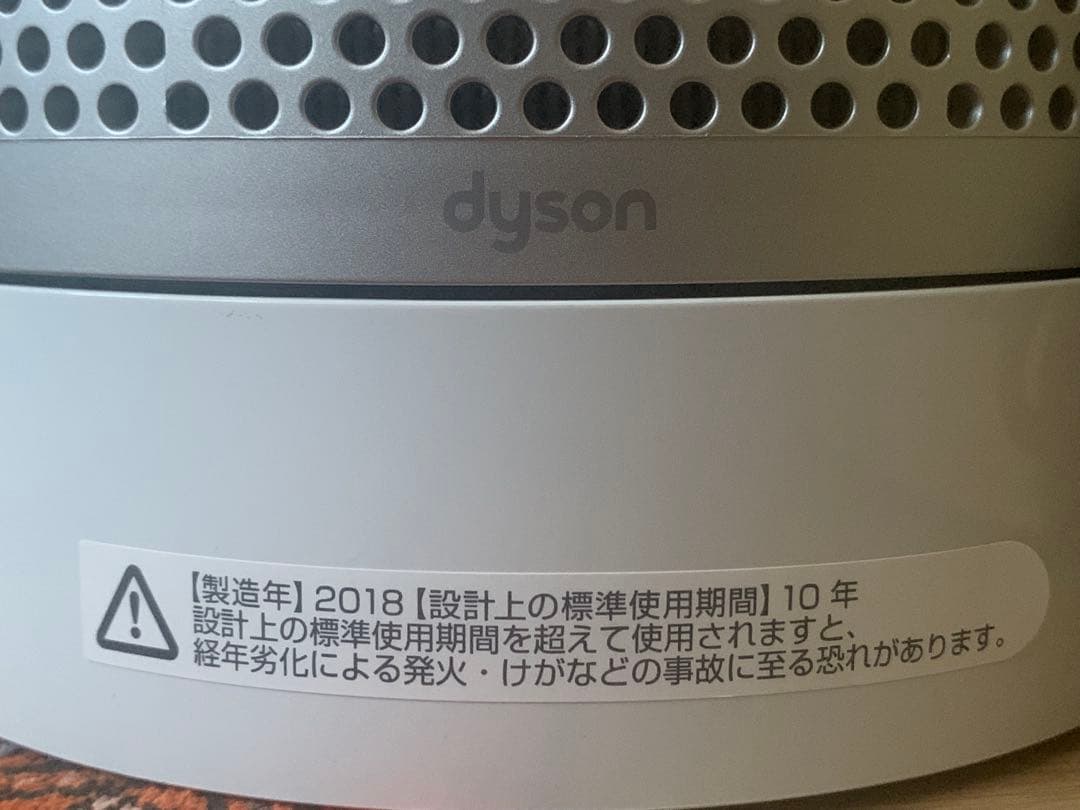 dyson
【製造年】2018【設計上の標準使用期間】10 年
設計上の標準使用期間を超えて使用されますと、
経年劣化による発火・けがなどの事故に至る恐れがあります。